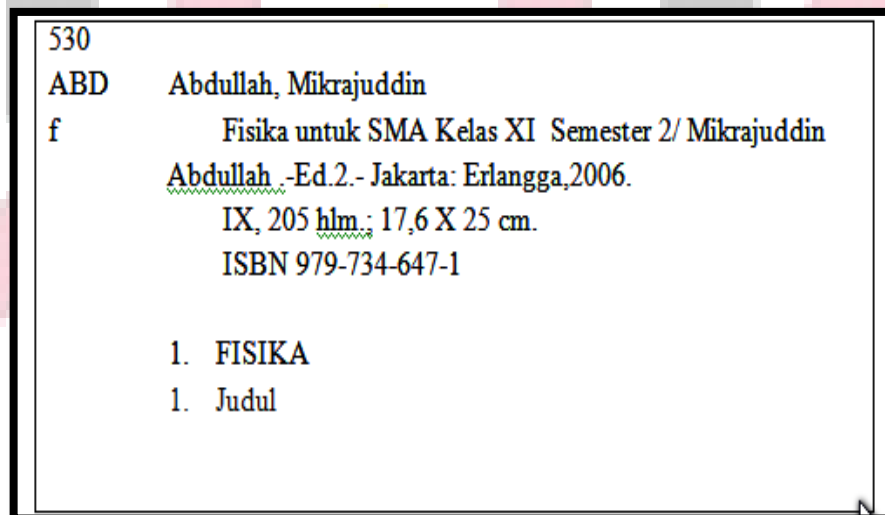 530
ABD Abdullah, Mikrajuddin
f Fisika untuk SMA Kelas XI Semester 2/ Mikrajuddin
Abdullah .-Ed.2.- Jakarta: Erlangga,2006.
IX, 205 hlm.; 17,6 X 25 cm.
ISBN 979-734-647-1
1. FISIKA
1. Judul